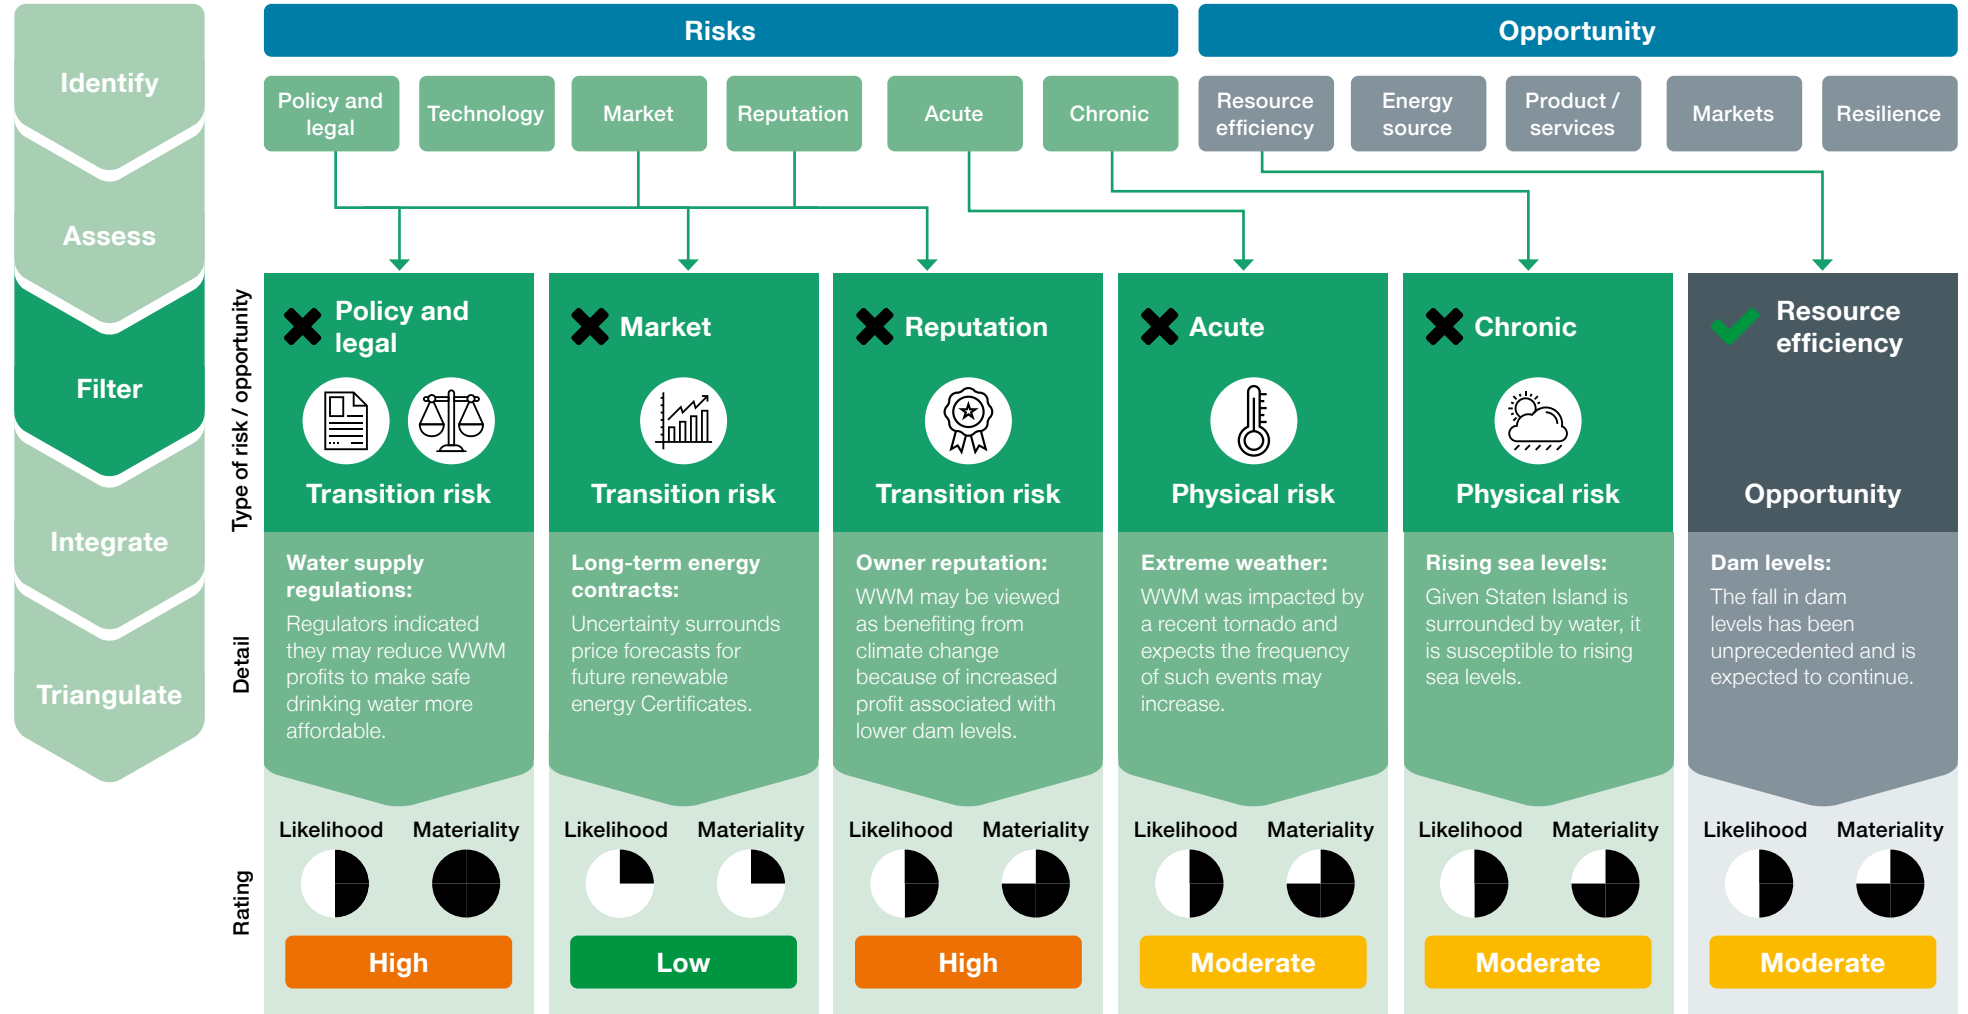 Identify
Assess
Filter
Integrate
Triangulate
Risks
Opportunity
Policy and
legal
Technology
Market
Reputation
Acute
Chronic
Resource
efficiency
Energy
source
Product /
services
Markets
Resilience
Type of risk / opportunity
Policy and
legal
Transition risk
Market
Transition risk
Reputation
Transition risk
Acute
Physical risk
Chronic
Physical risk
Resource
efficiency
Opportunity
Detail
Water supply
regulations:
Regulators indicated
they may reduce WWM
profits to make safe
drinking water more
affordable.
Long-term energy
contracts:
Uncertainty surrounds
price forecasts for
future renewable
energy Certificates.
Owner reputation:
WWM may be viewed
as benefiting from
climate change
because of increased
profit associated with
lower dam levels.
Extreme weather:
WWM was impacted by
a recent tornado and
expects the frequency
of such events may
increase.
Rising sea levels:
Given Staten Island is
surrounded by water, it
is susceptible to rising
sea levels.
Dam levels:
The fall in dam
levels has been
unprecedented and is
expected to continue.
Rating
Likelihood Materiality
High
Likelihood Materiality
Low
Likelihood Materiality
High
Likelihood Materiality
Moderate
Likelihood Materiality
Moderate
Likelihood Materiality
Moderate